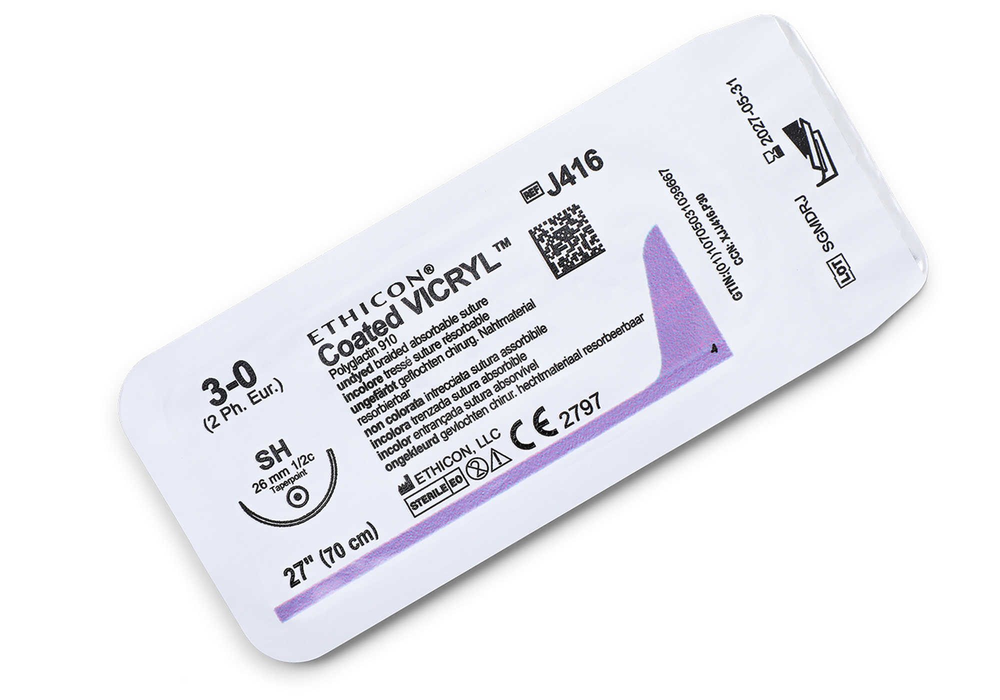 3-0
(2 Ph. Eur.)
SH
26 mm 1/2c
Taperpoint
27" (70 cm)
ETHICON®
Coated VICRYL™
Polyglactin 910
undyed braided absorbable suture
incolore tressé suture résorbable
ungefärbt geflochten chirurg. Nahtmaterial
resorbierbar
non colorata intrecciata sutura assorbibile
incolora trenzada sutura absorbible
incolor entrançada sutura absorvível
ongekleurd gevlochten chirur. hechtmateriaal resorbeerbaar
ETHICON, LLC
STERILE EO
2
CE 2797
REF J416
4
GTIN:(01)10705031039667
CCN: XJJ416.P30
2027-05-31
LOT SGMDRJ